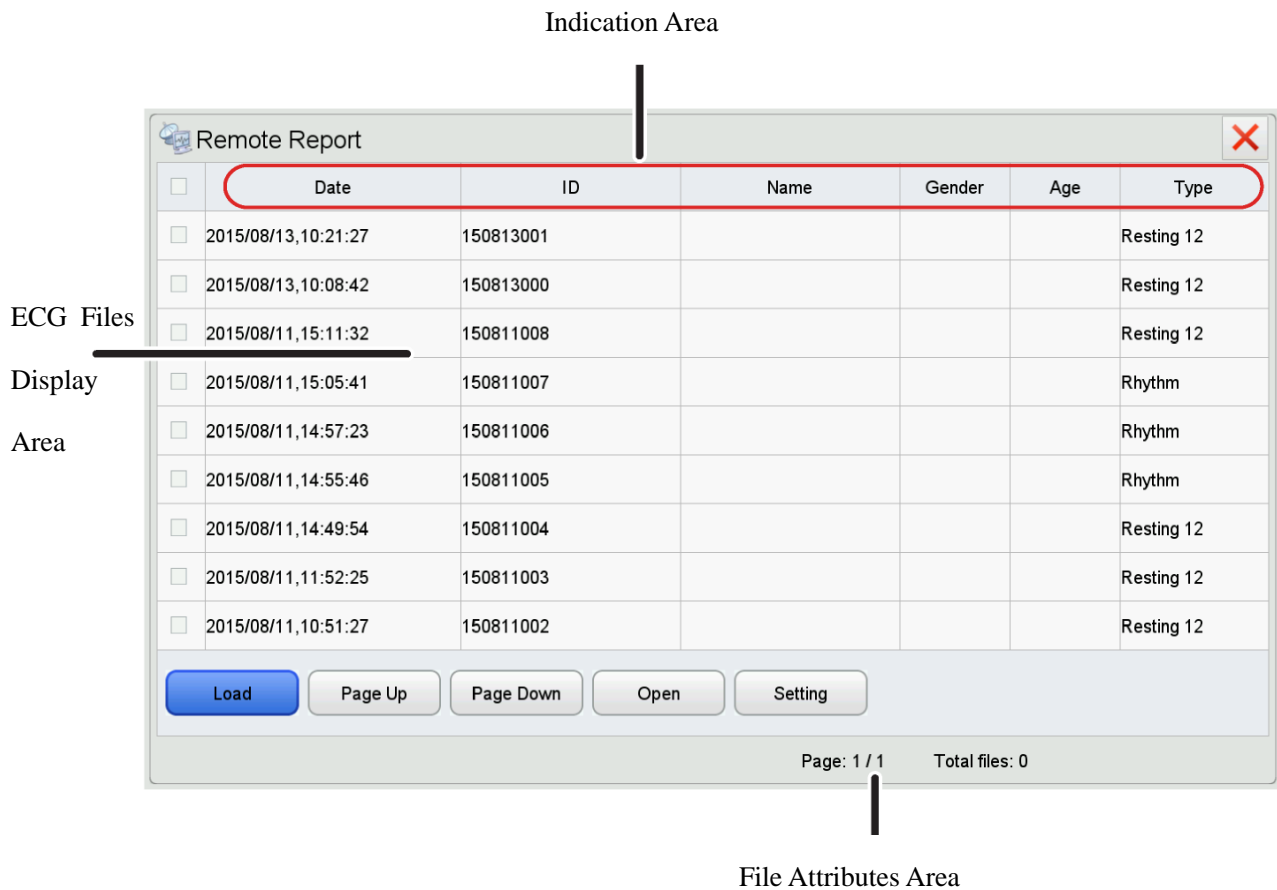 Indication Area
Remote Report
Date ID Name Gender Age Type
2015/08/13,10:21:27 150813001 Resting 12
2015/08/13,10:08:42 150813000 Resting 12
2015/08/11,15:11:32 150811008 Resting 12
2015/08/11,15:05:41 150811007 Rhythm
2015/08/11,14:57:23 150811006 Rhythm
2015/08/11,14:55:46 150811005 Rhythm
2015/08/11,14:49:54 150811004 Resting 12
2015/08/11,11:52:25 150811003 Resting 12
2015/08/11,10:51:27 150811002 Resting 12
ECG Files
Display
Area
Load Page Up Page Down Open Setting
Page: 1 / 1 Total files: 0
File Attributes Area